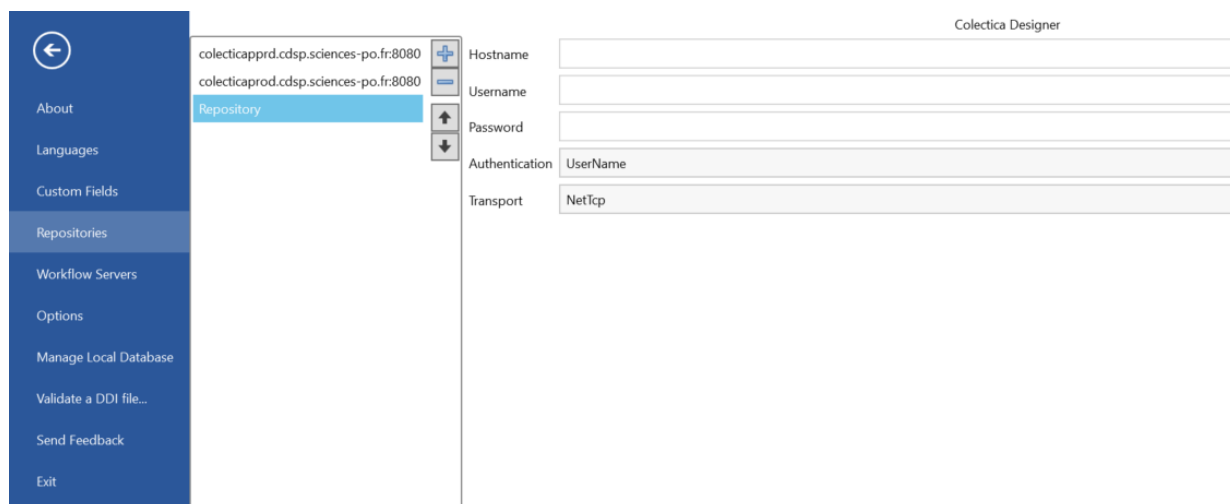 Colectica Designer
About
Languages
Custom Fields
Repositories
Workflow Servers
Options
Manage Local Database
Validate a DDI file...
Send Feedback
Exit
colecticapprd.cdsp.sciences-po.fr:8080
colecticaprod.cdsp.sciences-po.fr:8080
Repository
Hostname
Username
Password
Authentication UserName
Transport NetTcp